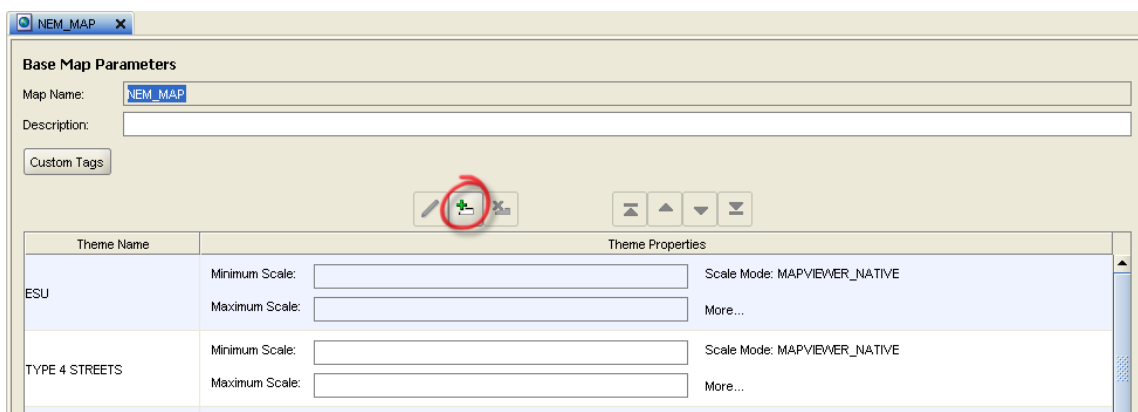 NEM_MAP
Base Map Parameters
Map Name: NEM_MAP
Description:
Custom Tags
Theme Name Theme Properties
ESU
Minimum Scale: Scale Mode: MAPVIEWER_NATIVE
Maximum Scale: More...
TYPE 4 STREETS
Minimum Scale: Scale Mode: MAPVIEWER_NATIVE
Maximum Scale: More...